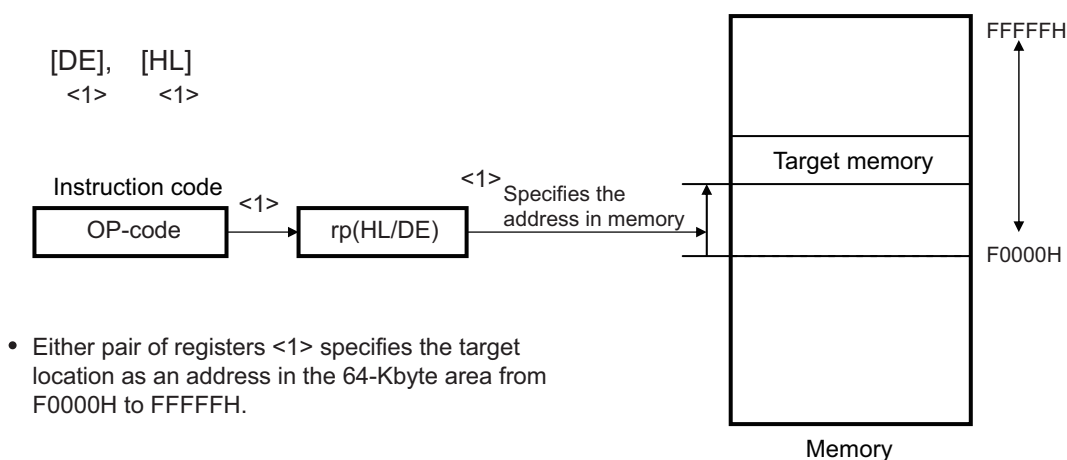 [DE], [HL]
<1> <1>
Instruction code
OP-code
<1>
rp(HL/DE)
<1>
Specifies the
address in memory
Target memory
FFFFFH
F0000H
• Either pair of registers <1> specifies the target
location as an address in the 64-Kbyte area from
F0000H to FFFFFH.
Memory